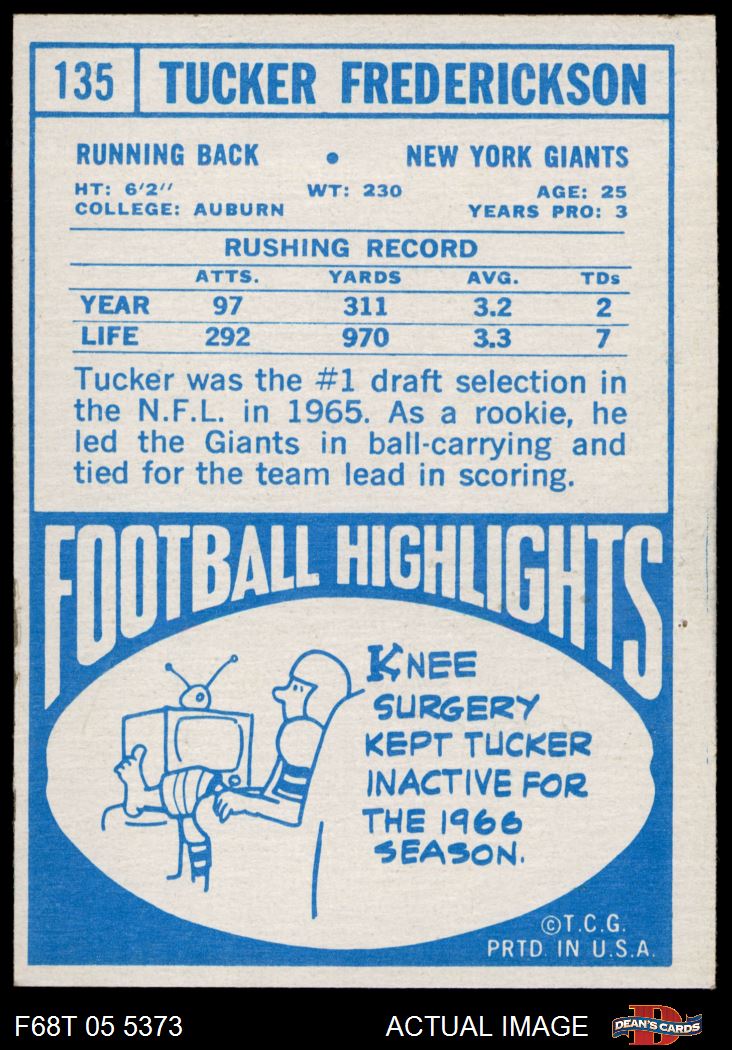 135 TUCKER FREDERICKSON
RUNNING BACK • NEW YORK GIANTS
HT: 6'2" WT: 230 AGE: 25
COLLEGE: AUBURN YEARS PRO: 3
RUSHING RECORD
ATTS. YARDS AVG. TDs
YEAR 97 311 3.2 2
LIFE 292 970 3.3 7
Tucker was the #1 draft selection in
the N.F.L. in 1965. As a rookie, he
led the Giants in ball-carrying and
tied for the team lead in scoring.
FOOTBALL HIGHLIGHTS
KNEE
SURGERY
KEPT TUCKER
INACTIVE FOR
THE 1966
SEASON.
©T.C.G.
PRTD. IN U.S.A.
F68T 05 5373 ACTUAL IMAGE D DEAN'S CARDS